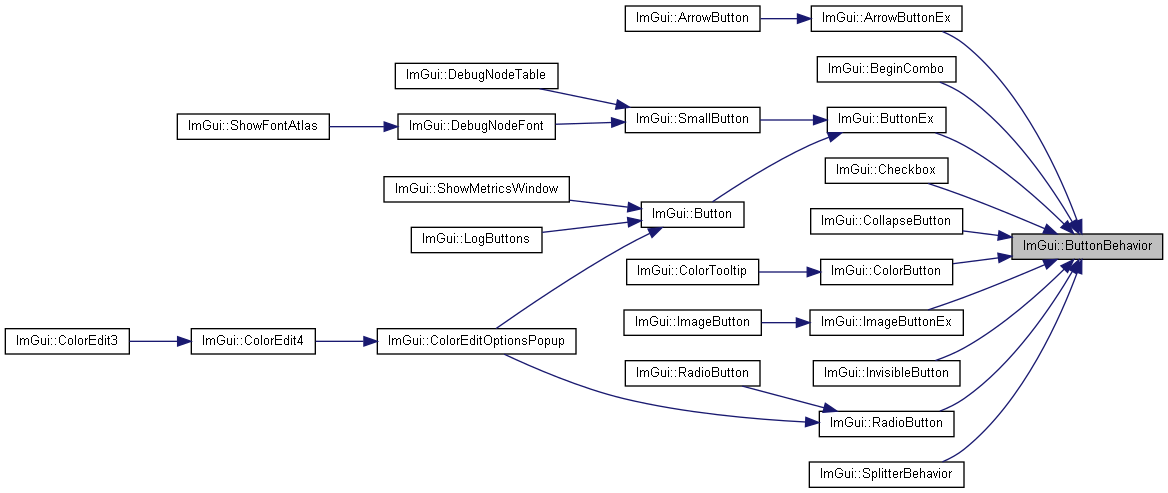 ImGui::ArrowButton
ImGui::ArrowButtonEx
ImGui::BeginCombo
ImGui::DebugNodeTable
ImGui::ShowFontAtlas
ImGui::DebugNodeFont
ImGui::SmallButton
ImGui::ButtonEx
ImGui::Checkbox
ImGui::ShowMetricsWindow
ImGui::Button
ImGui::CollapseButton
ImGui::LogButtons
ImGui::ButtonBehavior
ImGui::ColorTooltip
ImGui::ColorButton
ImGui::ImageButton
ImGui::ImageButtonEx
ImGui::ColorEdit3
ImGui::ColorEdit4
ImGui::ColorEditOptionsPopup
ImGui::RadioButton
ImGui::InvisibleButton
ImGui::RadioButton
ImGui::SplitterBehavior